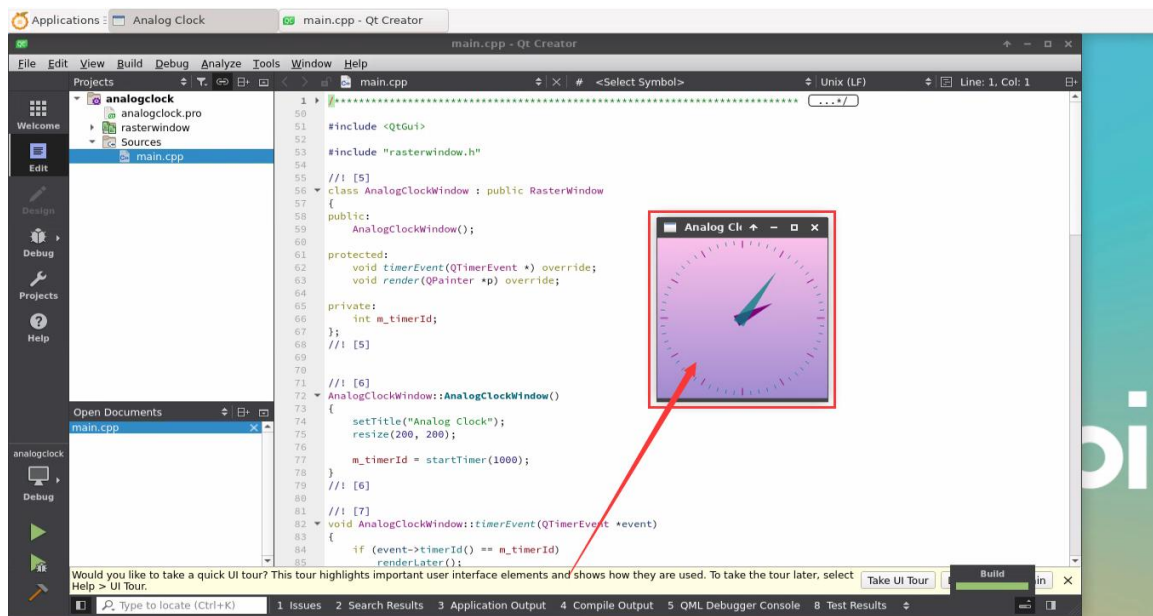 Applications
Analog Clock
main.cpp - Qt Creator
main.cpp - Qt Creator
File Edit View Build Debug Analyze Tools Window Help
Projects
main.cpp
# <Select Symbol>
Unix (LF)
Line: 1, Col: 1
Welcome
Edit
Design
Debug
Projects
Help
analogclock
Debug
analogclock
analogclock.pro
rasterwindow
Sources
main.cpp
Open Documents
main.cpp
1 /**************************************************************************** ...*/
50
51 #include <QtGui>
52
53 #include "rasterwindow.h"
54
55 //! [5]
56 class AnalogClockWindow : public RasterWindow
57 {
58 public:
59     AnalogClockWindow();
60
61 protected:
62     void timerEvent(QTimerEvent *) override;
63     void render(QPainter *p) override;
64
65 private:
66     int m_timerId;
67 };
68 //! [5]
69
70
71 //! [6]
72 AnalogClockWindow::AnalogClockWindow()
73 {
74     setTitle("Analog Clock");
75     resize(200, 200);
76
77     m_timerId = startTimer(1000);
78 }
79 //! [6]
80
81 //! [7]
82 void AnalogClockWindow::timerEvent(QTimerEvent *event)
83 {
84     if (event->timerId() == m_timerId)
85         renderLater();
Analog Cl
pi
Would you like to take a quick UI tour? This tour highlights important user interface elements and shows how they are used. To take the tour later, select
Help > UI Tour.
Take UI Tour
Build
in
Type to locate (Ctrl+K)
1 Issues 2 Search Results 3 Application Output 4 Compile Output 5 QML Debugger Console 8 Test Results